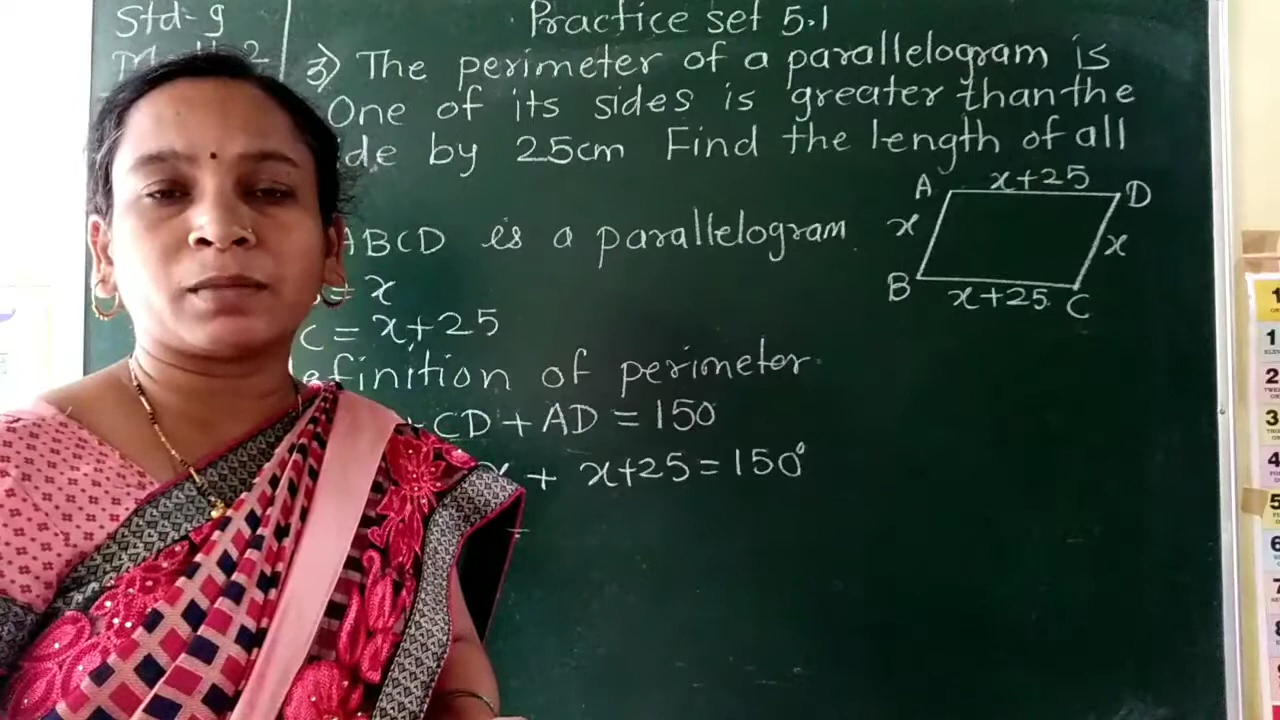 Std-9
Practice set 5.1
3) The perimeter of a parallelogram is
One of its sides is greater than the
by 25cm Find the length of all
ABCD is a parallelogram
= x
C = x+25
definition of perimeter
CD + AD = 150
+ x+25 = 150°
A x+25 D
x x
B x+25 C